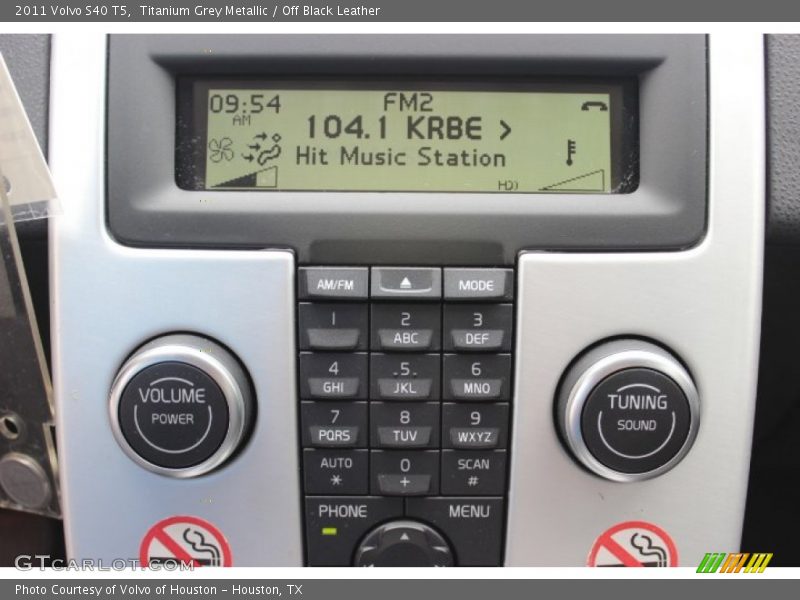 2011 Volvo S40 T5,  Titanium Grey Metallic / Off Black Leather
09:54
AM
FM2
104.1 KRBE >
Hit Music Station
HD)
AM/FM
MODE
1
2
ABC
3
DEF
4
GHI
.5.
JKL
6
MNO
7
PQRS
8
TUV
9
WXYZ
AUTO
*
0
+
SCAN
#
PHONE
MENU
VOLUME
POWER
TUNING
SOUND
GTCARLOT.COM
Photo Courtesy of Volvo of Houston - Houston, TX